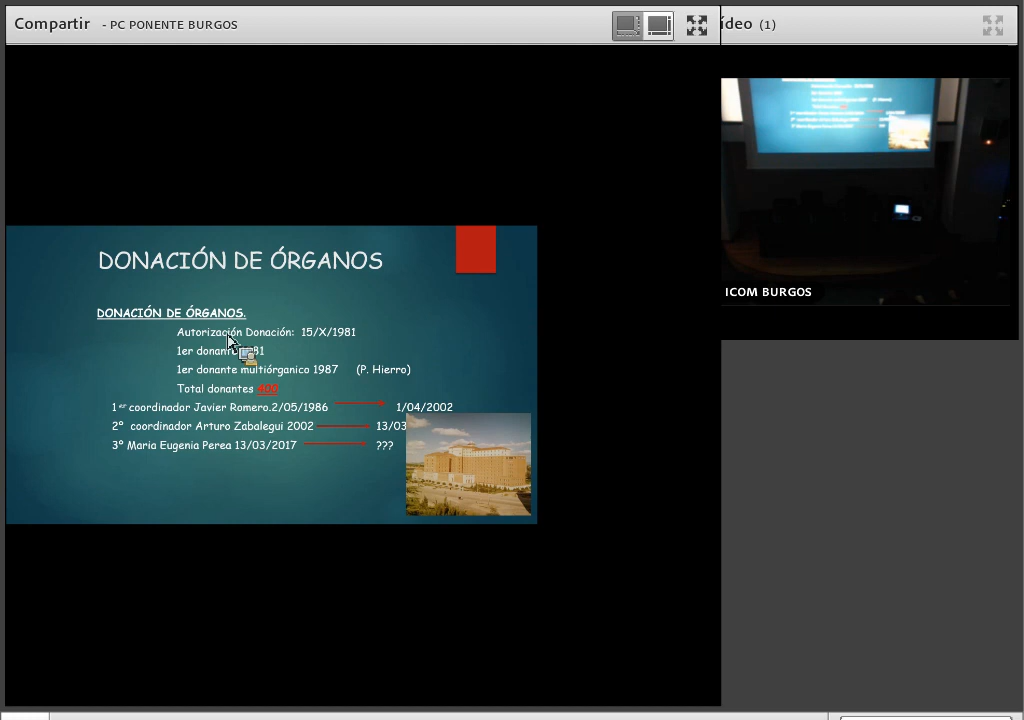 Compartir - PC PONENTE BURGOS
ídeo (1)
ICOM BURGOS
DONACIÓN DE ÓRGANOS
DONACIÓN DE ÓRGANOS.
Autorización Donación: 15/X/1981
1er donan 81
1er donante multiórganico 1987 (P. Hierro)
Total donantes 400
1er coordinador Javier Romero.2/05/1986 1/04/2002
2º coordinador Arturo Zabalegui 2002 13/03
3º Maria Eugenia Perea 13/03/2017 ???